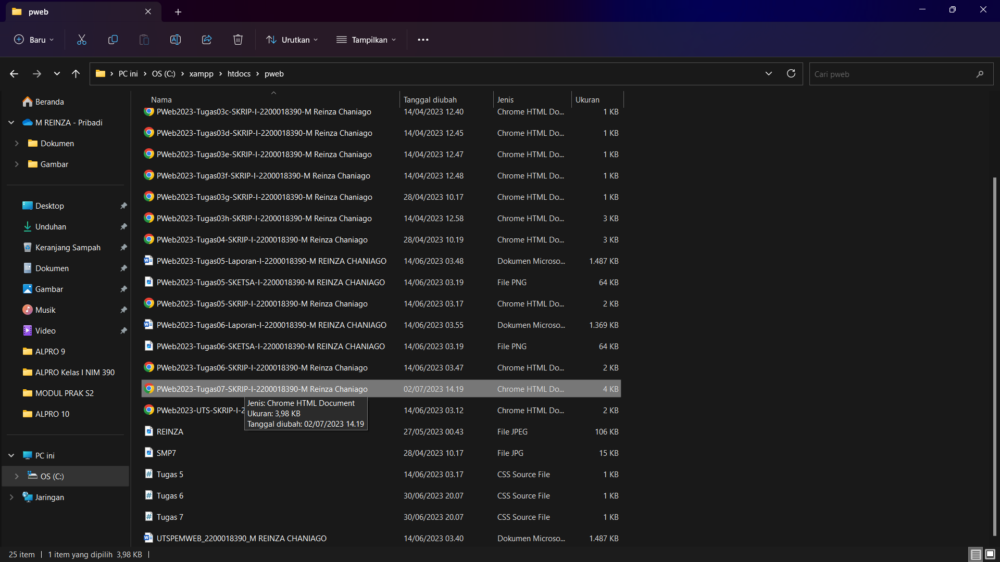 pweb
Baru
Urutkan
Tampilkan
PC ini
OS (C:)
xampp
htdocs
pweb
Cari pweb
Beranda
M REINZA - Pribadi
Dokumen
Gambar
Desktop
Unduhan
Keranjang Sampah
Dokumen
Gambar
Musik
Video
ALPRO 9
ALPRO Kelas I NIM 390
MODUL PRAK S2
ALPRO 10
PC ini
OS (C:)
Jaringan
Nama Tanggal diubah Jenis Ukuran
PWeb2023-Tugas03c-SKRIP-I-2200018390-M Reinza Chaniago 14/04/2023 12.40 Chrome HTML Do... 1 KB
PWeb2023-Tugas03d-SKRIP-I-2200018390-M Reinza Chaniago 14/04/2023 12.45 Chrome HTML Do... 1 KB
PWeb2023-Tugas03e-SKRIP-I-2200018390-M Reinza Chaniago 14/04/2023 12.47 Chrome HTML Do... 1 KB
PWeb2023-Tugas03f-SKRIP-I-2200018390-M Reinza Chaniago 14/04/2023 12.48 Chrome HTML Do... 1 KB
PWeb2023-Tugas03g-SKRIP-I-2200018390-M Reinza Chaniago 28/04/2023 10.17 Chrome HTML Do... 1 KB
PWeb2023-Tugas03h-SKRIP-I-2200018390-M Reinza Chaniago 14/04/2023 12.58 Chrome HTML Do... 3 KB
PWeb2023-Tugas04-SKRIP-I-2200018390-M Reinza Chaniago 28/04/2023 10.19 Chrome HTML Do... 3 KB
PWeb2023-Tugas05-Laporan-I-2200018390-M REINZA CHANIAGO 14/06/2023 03.48 Dokumen Microso... 1.487 KB
PWeb2023-Tugas05-SKETSA-I-2200018390-M REINZA CHANIAGO 14/06/2023 03.19 File PNG 64 KB
PWeb2023-Tugas05-SKRIP-I-2200018390-M Reinza Chaniago 14/06/2023 03.17 Chrome HTML Do... 2 KB
PWeb2023-Tugas06-Laporan-I-2200018390-M REINZA CHANIAGO 14/06/2023 03.55 Dokumen Microso... 1.369 KB
PWeb2023-Tugas06-SKETSA-I-2200018390-M REINZA CHANIAGO 14/06/2023 03.19 File PNG 64 KB
PWeb2023-Tugas06-SKRIP-I-2200018390-M Reinza Chaniago 14/06/2023 03.47 Chrome HTML Do... 2 KB
PWeb2023-Tugas07-SKRIP-I-2200018390-M Reinza Chaniago 02/07/2023 14.19 Chrome HTML Do... 4 KB
PWeb2023-UTS-SKRIP-I-2 14/06/2023 03.12 Chrome HTML Do... 2 KB
Jenis: Chrome HTML Document
Ukuran: 3,98 KB
Tanggal diubah: 02/07/2023 14.19
REINZA 27/05/2023 00.43 File JPEG 106 KB
SMP7 28/04/2023 10.17 File JPG 15 KB
Tugas 5 14/06/2023 03.17 CSS Source File 1 KB
Tugas 6 30/06/2023 20.07 CSS Source File 1 KB
Tugas 7 30/06/2023 20.07 CSS Source File 1 KB
UTSPEMWEB_2200018390_M REINZA CHANIAGO 14/06/2023 03.40 Dokumen Microso... 1.487 KB
25 item 1 item yang dipilih 3,98 KB